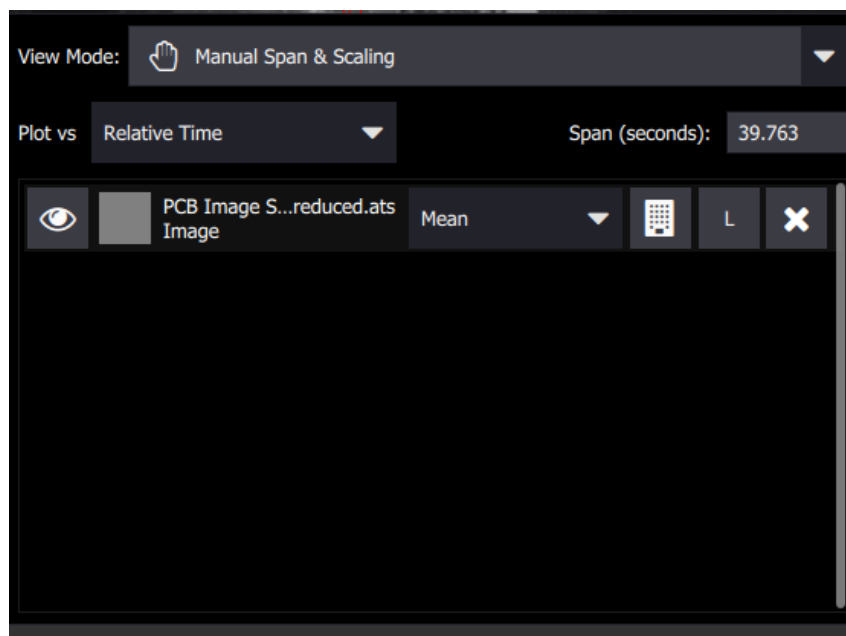 View Mode: Manual Span & Scaling
Plot vs Relative Time Span (seconds): 39.763
PCB Image S...reduced.ats Mean L
Image